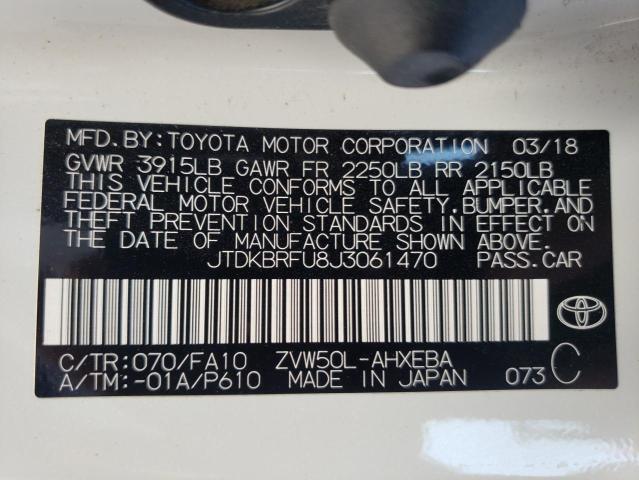 MFD.BY:TOYOTA MOTOR CORPORATION 03/18
GVWR 3915LB GAWR FR 2250LB RR 2150LB
THIS VEHICLE CONFORMS TO ALL APPLICABLE
FEDERAL MOTOR VEHICLE SAFETY,BUMPER,AND
THEFT PREVENTION STANDARDS IN EFFECT ON
THE DATE OF MANUFACTURE SHOWN ABOVE.
JTDKBRFU8J3061470 PASS.CAR
C/TR:070/FA10 ZVW50L-AHXEBA
A/TM:-01A/P610 MADE IN JAPAN 073 C